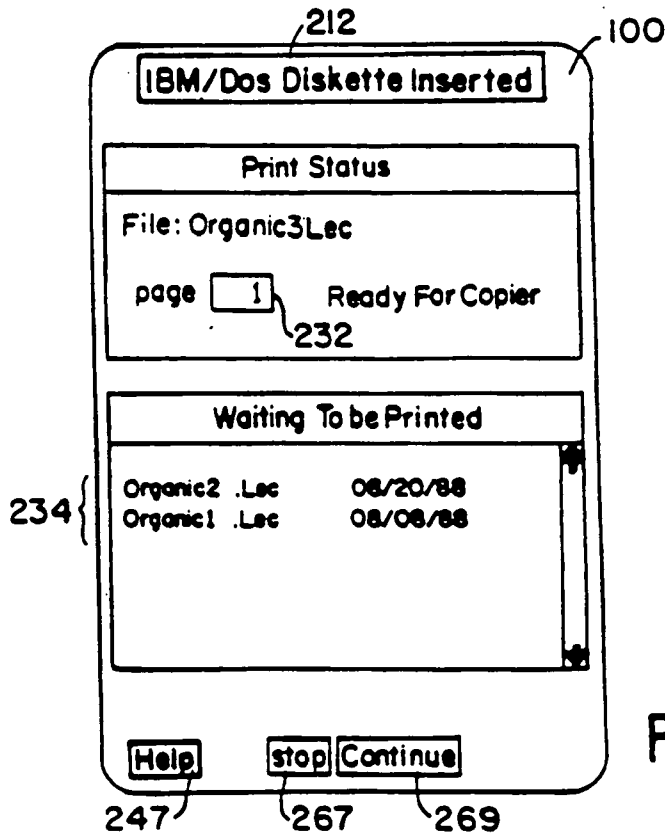 212
100
IBM/Dos Diskette Inserted
Print Status
File: Organic3Lec
page 1 Ready For Copier
232
Waiting To be Printed
Organic2 .Lec 08/20/88
234
Organic1 .Lec 08/08/88
Help stop Continue
247 267 269